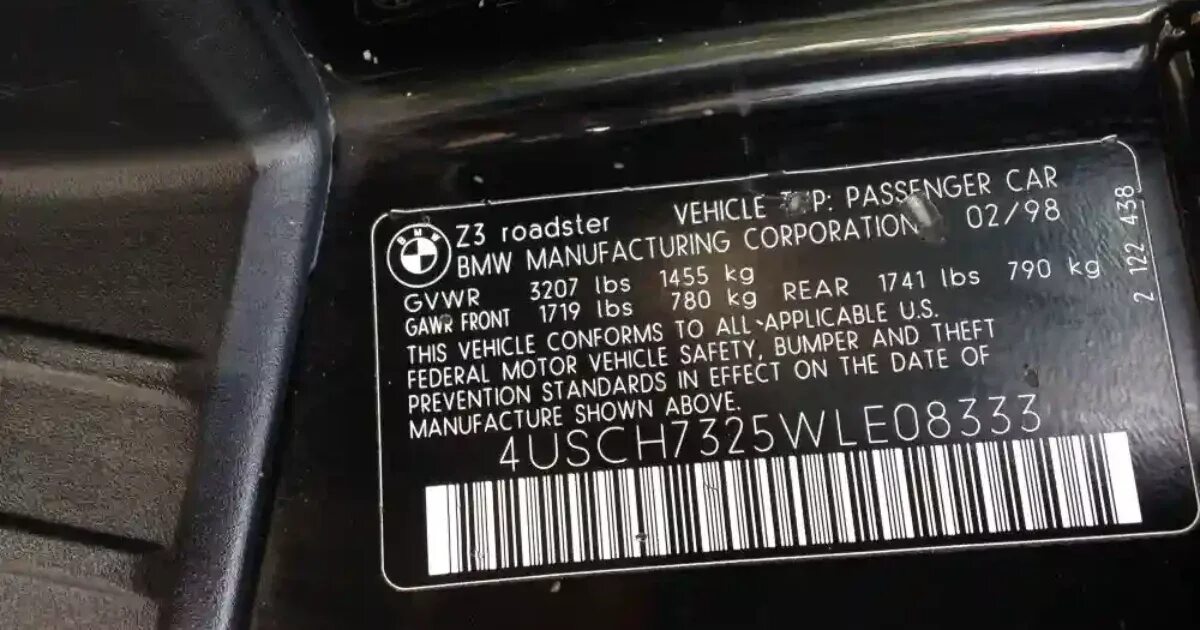 BMW
Z3 roadster VEHICLE P: PASSENGER CAR
BMW MANUFACTURING CORPORATION 02/98
GVWR 3207 lbs 1455 kg
GAWR FRONT 1719 lbs 780 kg REAR 1741 lbs 790 kg
THIS VEHICLE CONFORMS TO ALL APPLICABLE U.S.
FEDERAL MOTOR VEHICLE SAFETY, BUMPER AND THEFT
PREVENTION STANDARDS IN EFFECT ON THE DATE OF
MANUFACTURE SHOWN ABOVE.
4USCH7325WLE08333
2 122 438